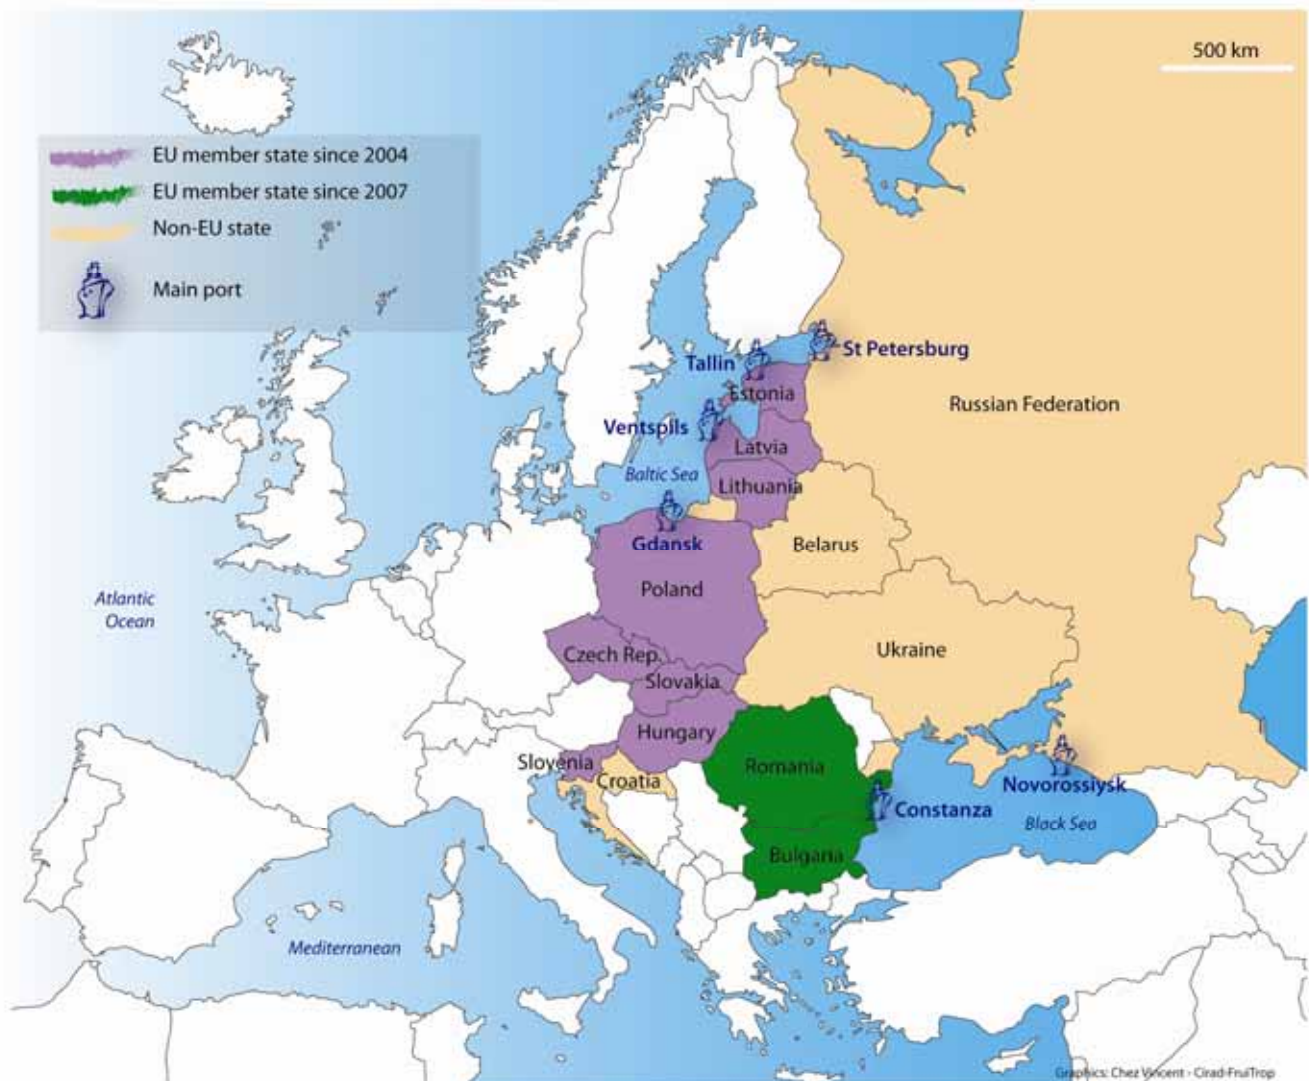 500 km
EU member state since 2004
EU member state since 2007
Non-EU state
Main port
St Petersburg
Tallin
Estonia
Russian Federation
Ventspils
Latvia
Baltic Sea
Lithuania
Gdansk
Belarus
Poland
Atlantic
Ocean
Ukraine
Czech Rep.
Slovakia
Hungary
Slovenia
Romania
Croatia
Novorossiysk
Constanza
Black Sea
Bulgaria
Mediterranean
Graphics: Chez Vincent - Cirad-FruiTrop